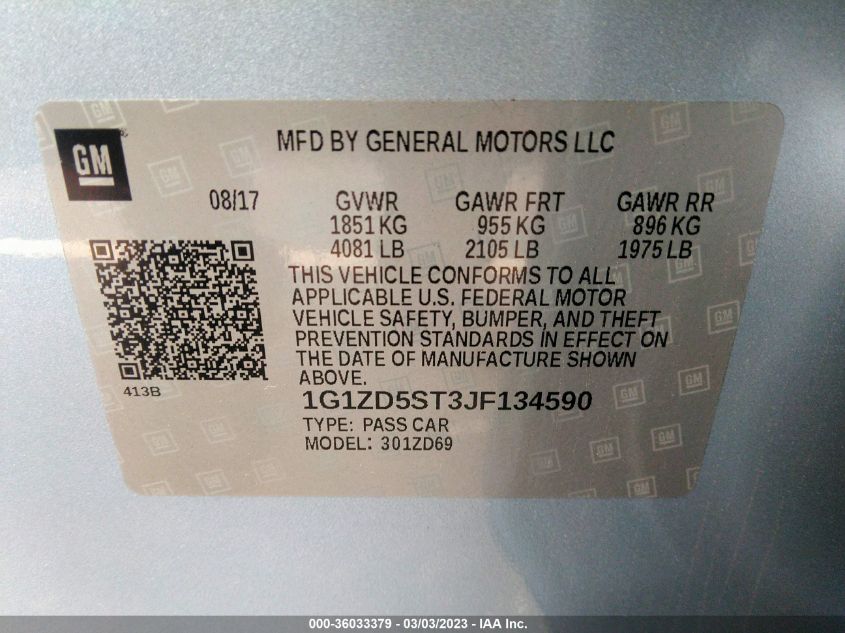 GM®
MFD BY GENERAL MOTORS LLC
08/17 GVWR GAWR FRT GAWR RR
1851 KG 955 KG 896 KG
4081 LB 2105 LB 1975 LB
THIS VEHICLE CONFORMS TO ALL
APPLICABLE U.S. FEDERAL MOTOR
VEHICLE SAFETY, BUMPER, AND THEFT
PREVENTION STANDARDS IN EFFECT ON
THE DATE OF MANUFACTURE SHOWN
ABOVE.
413B
1G1ZD5ST3JF134590
TYPE: PASS CAR
MODEL: 301ZD69
000-36033379 - 03/03/2023 - IAA Inc.